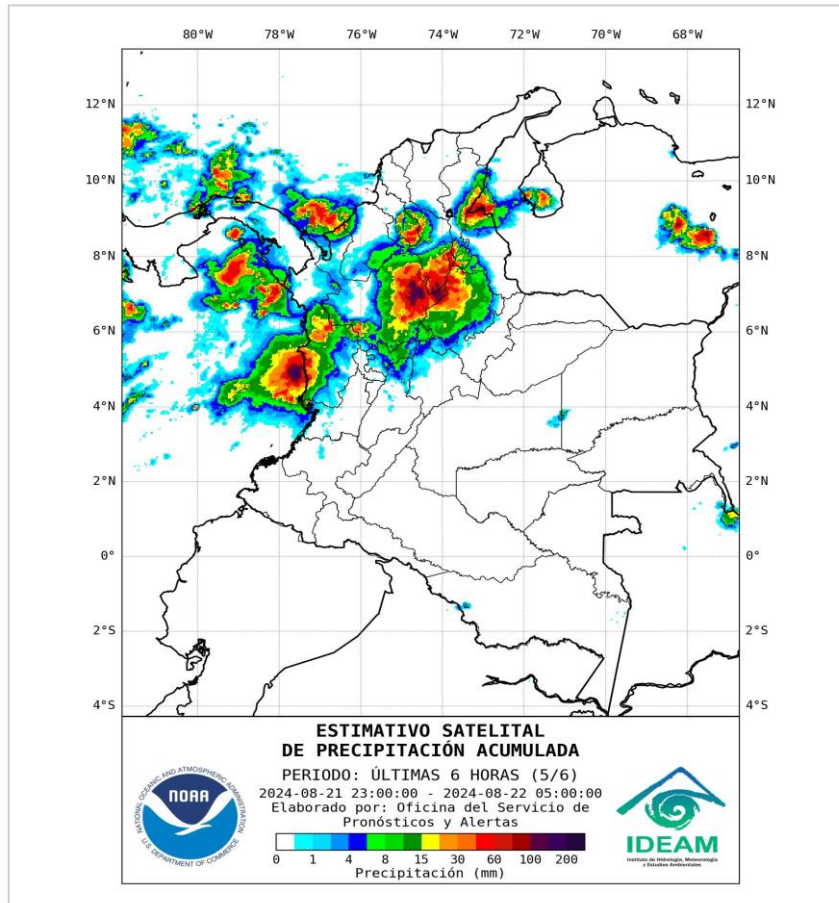 80°W 78°W 76°W 74°W 72°W 70°W 68°W
12°N 12°N
10°N 10°N
8°N 8°N
6°N 6°N
4°N 4°N
2°N 2°N
0° 0°
2°S 2°S
4°S 4°S
ESTIMATIVO SATELITAL
DE PRECIPITACIÓN ACUMULADA
PERIODO: ÚLTIMAS 6 HORAS (5/6)
2024-08-21 23:00:00 - 2024-08-22 05:00:00
Elaborado por: Oficina del Servicio de
Pronósticos y Alertas
0 1 4 8 15 30 60 100 200
Precipitación (mm)
NATIONAL OCEANIC AND ATMOSPHERIC ADMINISTRATION
NOAA
U.S. DEPARTMENT OF COMMERCE
IDEAM
Instituto de Hidrología, Meteorología
y Estudios Ambientales